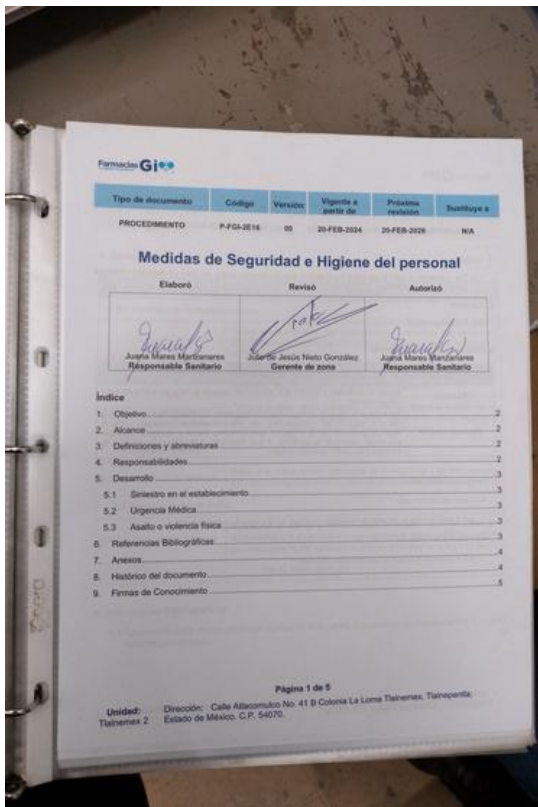 Farmacias Gi
Tipo de documento Código Versión Vigente a partir de Próxima revisión Sustituye a
PROCEDIMIENTO P-FGI-2E16 00 20-FEB-2024 20-FEB-2026 N/A
Medidas de Seguridad e Higiene del personal
Elaboró Revisó Autorizó
Juana Mares Manzanares Julio de Jesús Nieto González Juana Mares Manzanares
Responsable Sanitario Gerente de zona Responsable Sanitario
Índice
1. Objetivo 2
2. Alcance 2
3. Definiciones y abreviaturas 2
4. Responsabilidades 2
5. Desarrollo 3
5.1 Siniestro en el establecimiento 3
5.2 Urgencia Médica 3
5.3 Asalto o violencia física 3
6. Referencias Bibliográficas 3
7. Anexos 4
8. Histórico del documento 4
9. Firmas de Conocimiento 5
Página 1 de 5
Unidad: Dirección: Calle Atlacomulco No. 41 B Colonia La Loma Tlalnemex, Tlalnepantla;
Tlalnemex 2 Estado de México. C.P. 54070.